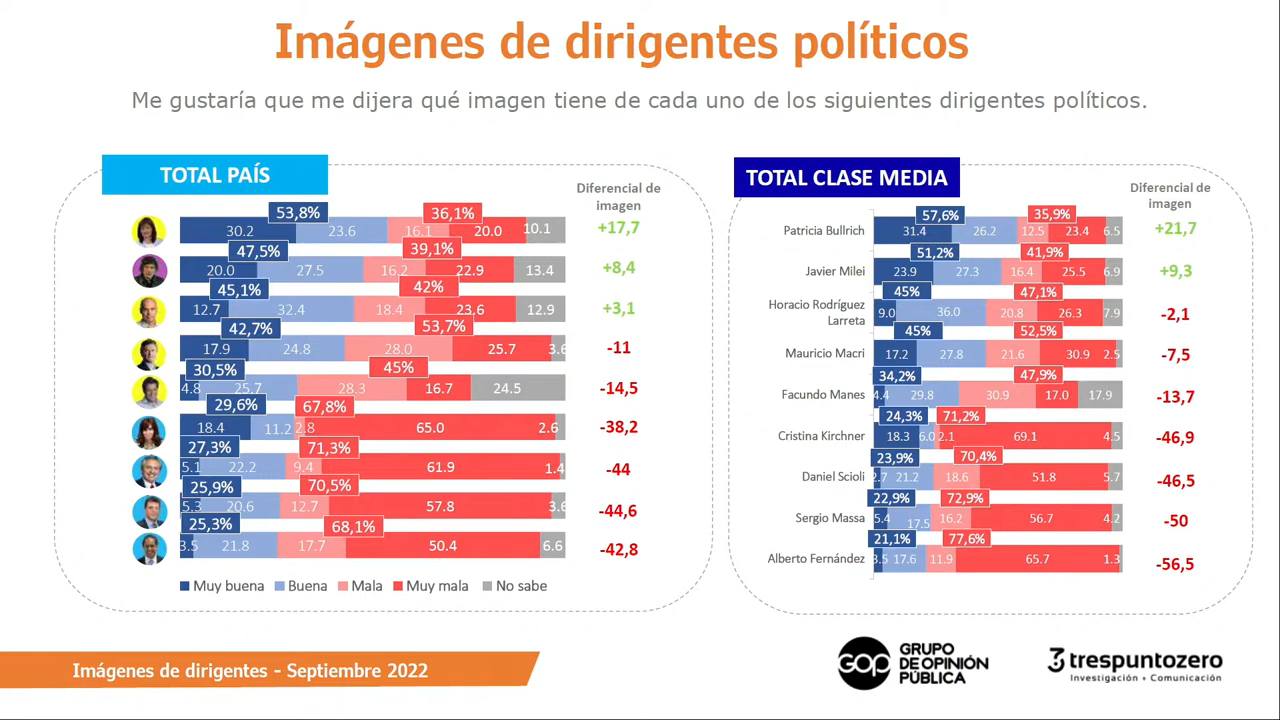 Imágenes de dirigentes políticos
Me gustaría que me dijera qué imagen tiene de cada uno de los siguientes dirigentes políticos.
TOTAL PAÍS
Diferencial de
imagen
53,8% 36,1%
30.2 23.6 16.1 20.0 10.1 +17,7
47,5% 39,1%
20.0 27.5 16.2 22.9 13.4 +8,4
45,1% 42%
12.7 32.4 18.4 23.6 12.9 +3,1
42,7% 53,7%
17.9 24.8 28.0 25.7 3.6 -11
30,5% 45%
4.8 25.7 28.3 16.7 24.5 -14,5
29,6% 67,8%
18.4 11.2 2.8 65.0 2.6 -38,2
27,3% 71,3%
5.1 22.2 9.4 61.9 1.4 -44
25,9% 70,5%
5.3 20.6 12.7 57.8 3.6 -44,6
25,3% 68,1%
3.5 21.8 17.7 50.4 6.6 -42,8
Muy buena Buena Mala Muy mala No sabe
TOTAL CLASE MEDIA
Diferencial de
imagen
57,6% 35,9%
Patricia Bullrich 31.4 26.2 12.5 23.4 6.5 +21,7
51,2% 41,9%
Javier Milei 23.9 27.3 16.4 25.5 6.9 +9,3
45% 47,1%
Horacio Rodríguez
Larreta 9.0 36.0 20.8 26.3 7.9 -2,1
45% 52,5%
Mauricio Macri 17.2 27.8 21.6 30.9 2.5 -7,5
34,2% 47,9%
Facundo Manes 4.4 29.8 30.9 17.0 17.9 -13,7
24,3% 71,2%
Cristina Kirchner 18.3 6.0 2.1 69.1 4.5 -46,9
23,9% 70,4%
Daniel Scioli 2.7 21.2 18.6 51.8 5.7 -46,5
22,9% 72,9%
Sergio Massa 5.4 17.5 16.2 56.7 4.2 -50
21,1% 77,6%
Alberto Fernández 3.5 17.6 11.9 65.7 1.3 -56,5
Imágenes de dirigentes - Septiembre 2022
GOP
GRUPO
DE OPINIÓN
PÚBLICA
3 trespuntozero
Investigación + Comunicación